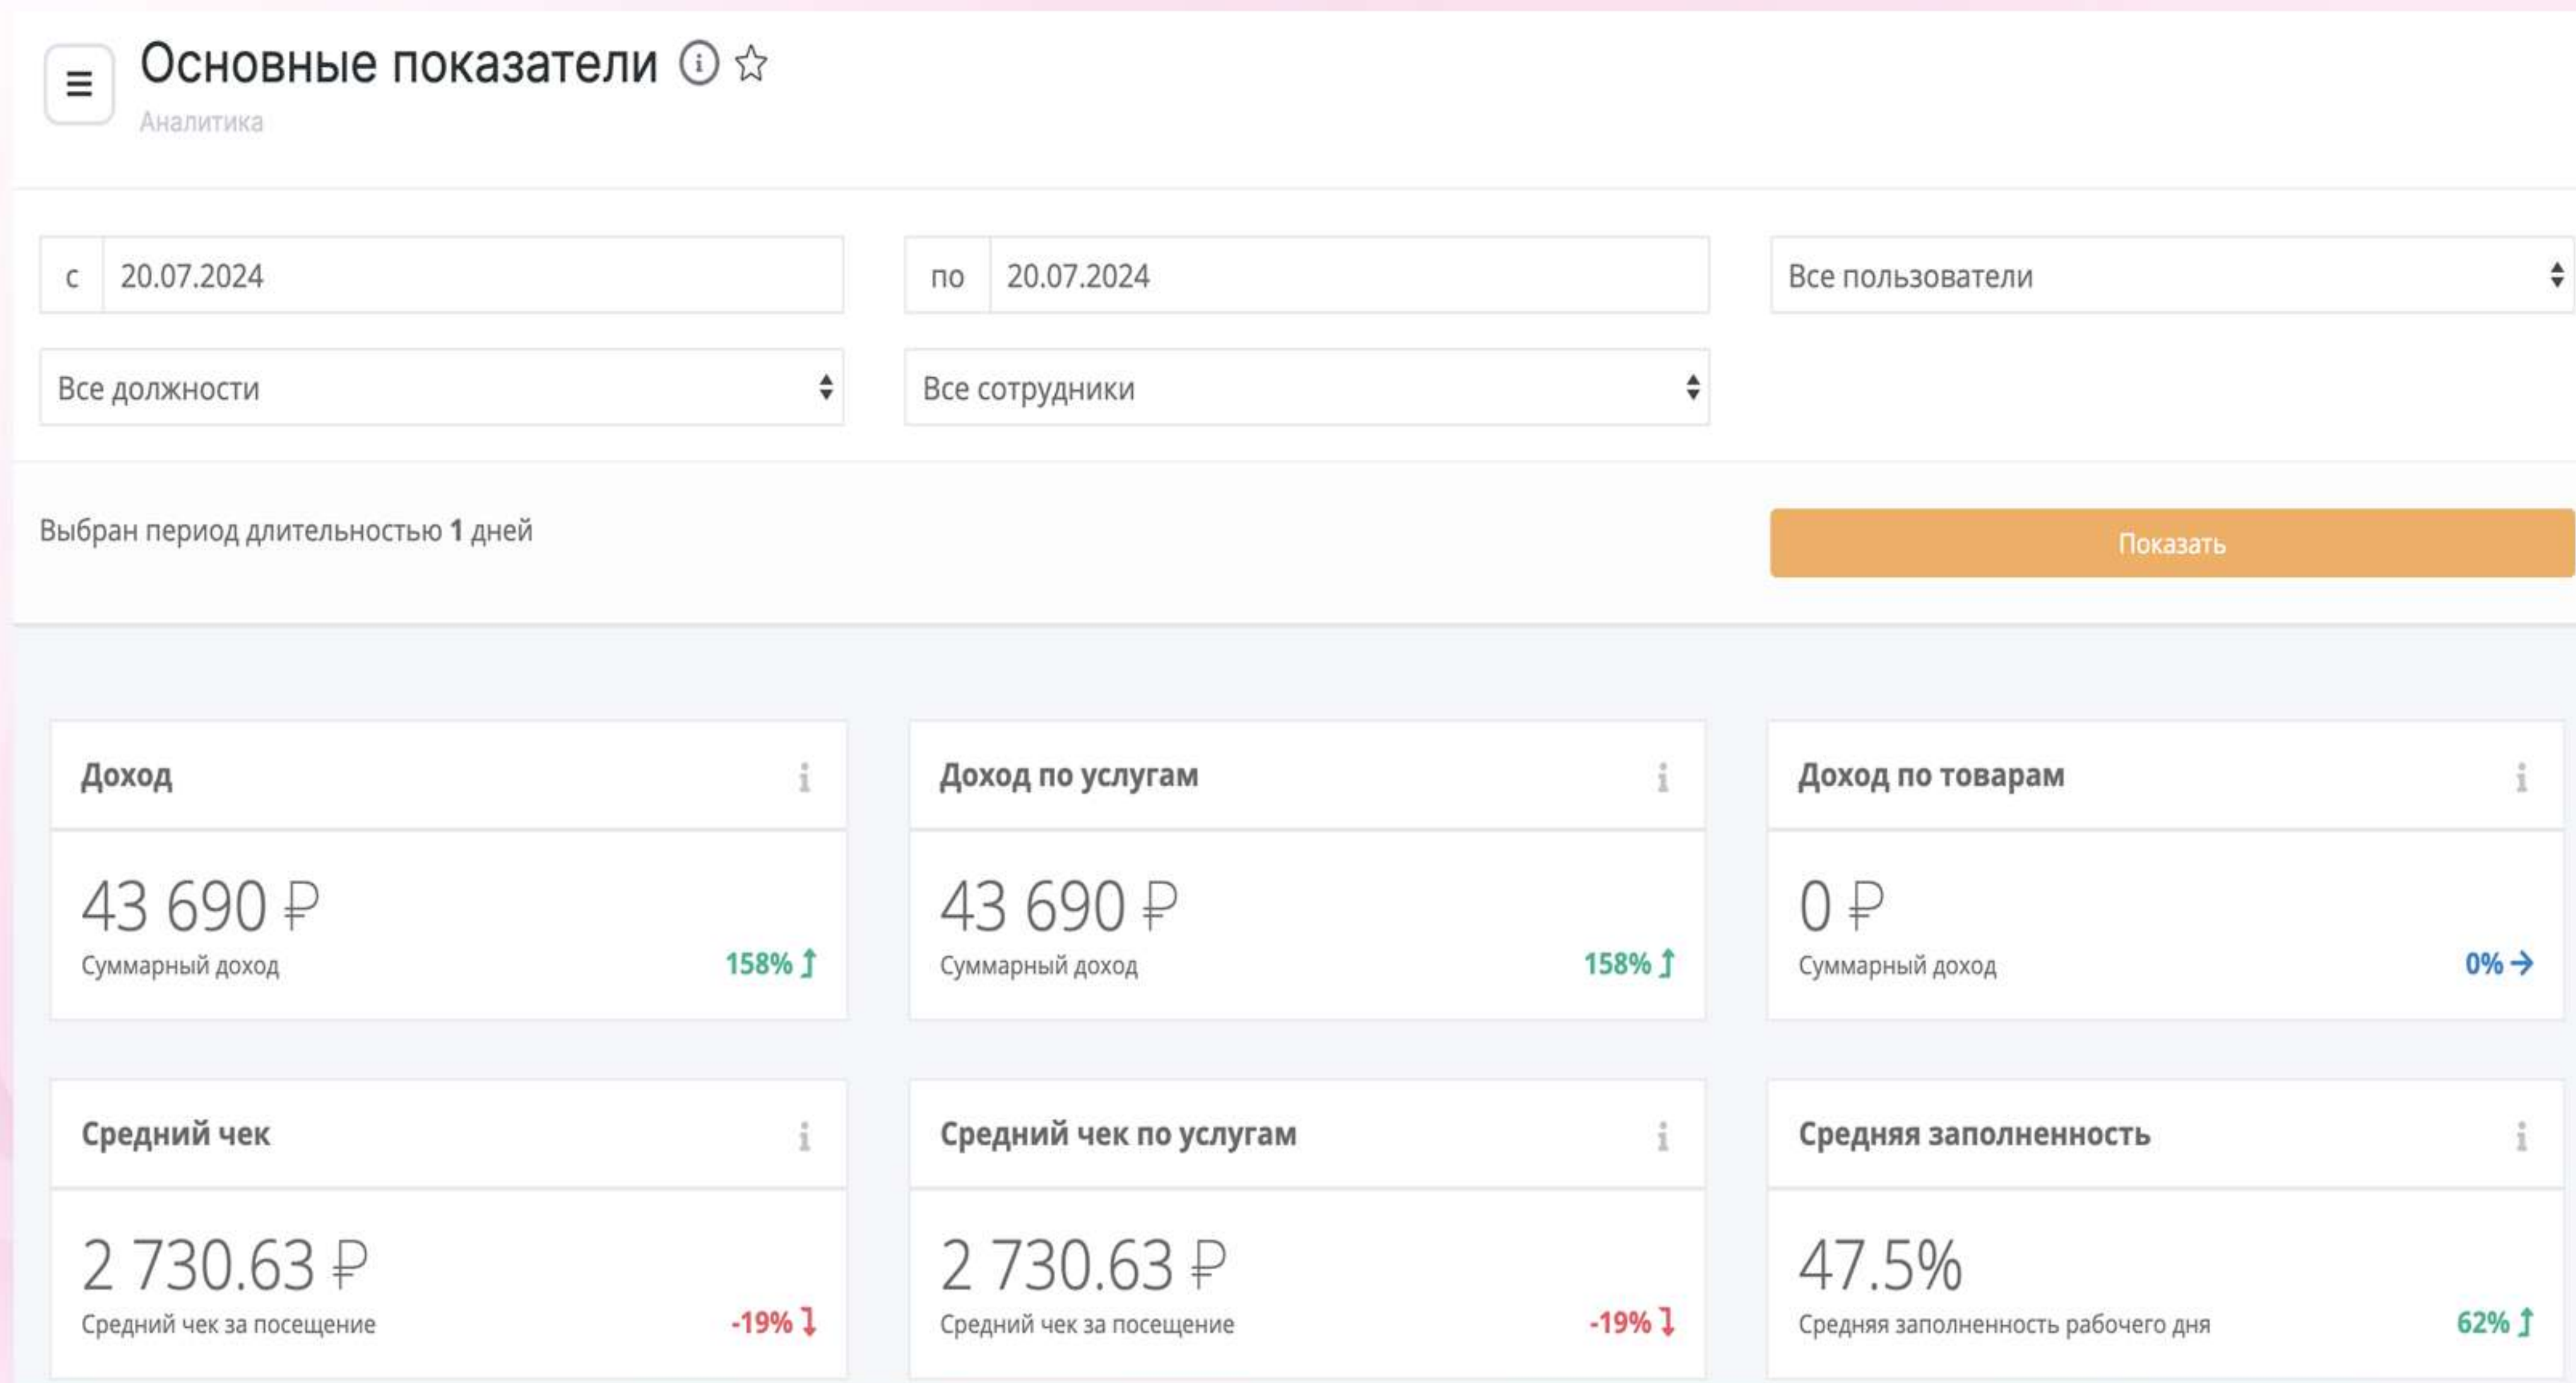 Основные показатели
Аналитика
с 20.07.2024
по 20.07.2024
Все пользователи
Все должности
Все сотрудники
Выбран период длительностью 1 дней
Показать
Доход
43 690 ₽
Суммарный доход
158%
Доход по услугам
43 690 ₽
Суммарный доход
158%
Доход по товарам
0 ₽
Суммарный доход
0%
Средний чек
2 730.63 ₽
Средний чек за посещение
-19%
Средний чек по услугам
2 730.63 ₽
Средний чек за посещение
-19%
Средняя заполненность
47.5%
Средняя заполненность рабочего дня
62%